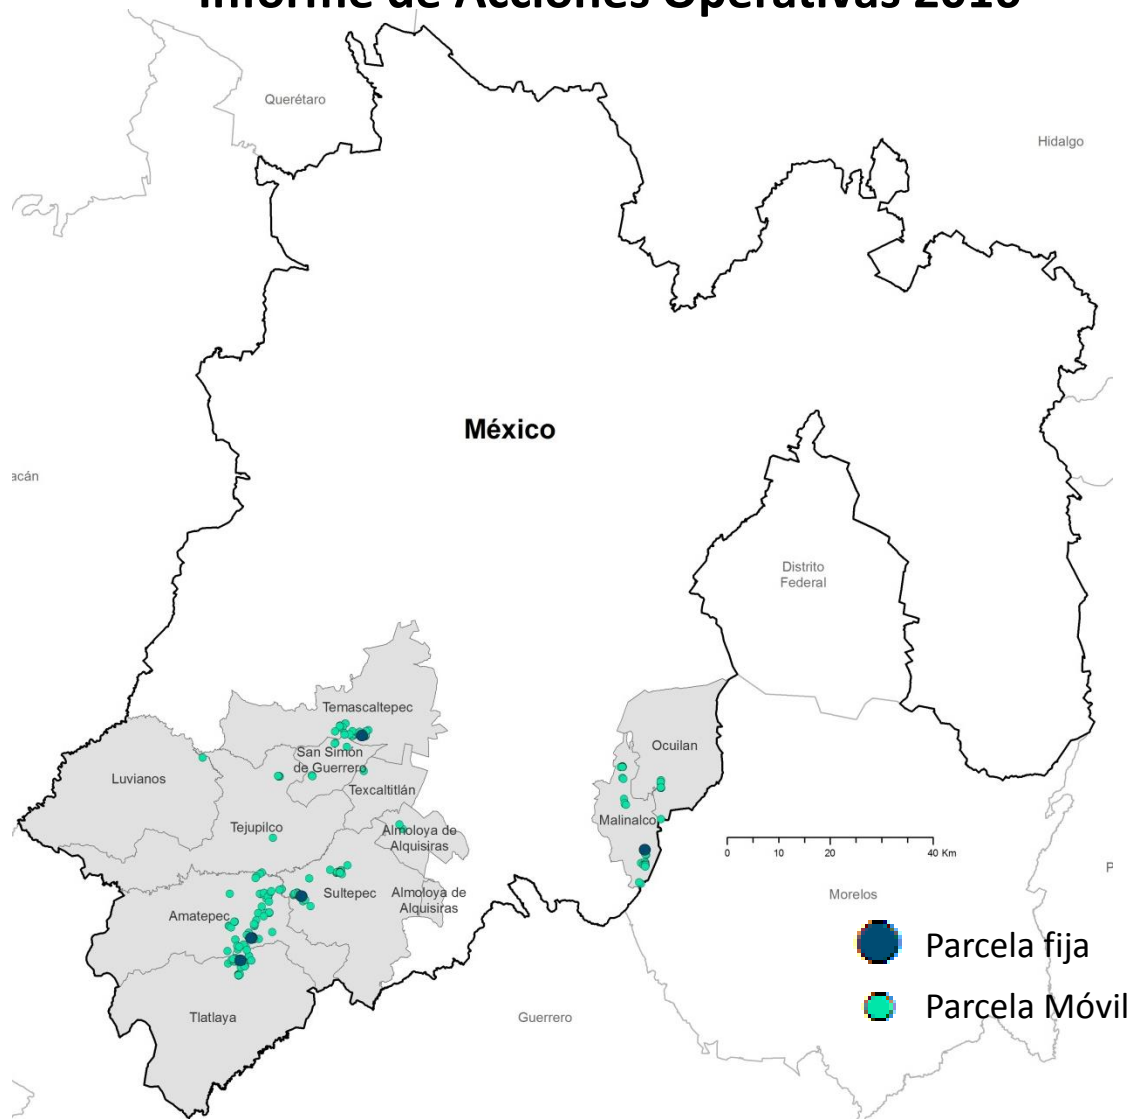 Informe de Acciones Operativas 2016
Querétaro
Hidalgo
México
acán
Distrito
Federal
Temascaltepec
Ocuilan
San Simón
de Guerrero
Luvianos
Texcaltitlán
Malinalco
Tejupilco
Almoloya de
Alquisiras
0 10 20 40 Km
P
Sultepec
Almoloya de
Alquisiras
Morelos
Amatepec
Parcela fija
Tlatlaya
Guerrero
Parcela Móvil